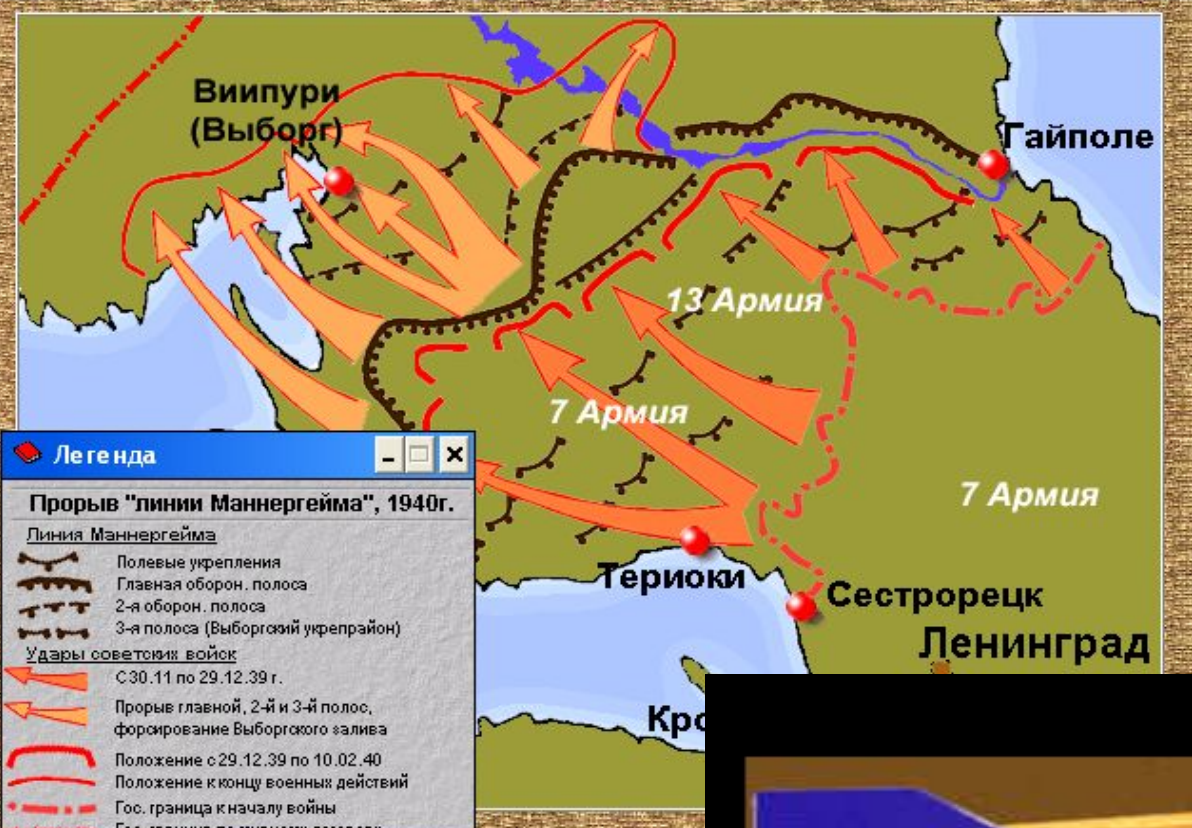 Виипури
(Выборг)
Гайполе
13 Армия
7 Армия
7 Армия
Териоки
Сестрорецк
Ленинград
Легенда
Прорыв "линии Маннергейма", 1940г.
Линия Маннергейма
Полевые укрепления
Главная оборон. полоса
2-я оборон. полоса
3-я полоса (Выборгский укрепрайон)
Удары советских войск
С 30.11 по 29.12.39 г.
Прорыв главной, 2-й и 3-й полос,
форсирование Выборгского залива
Положение с 29.12.39 по 10.02.40
Положение к концу военных действий
Гос. граница к началу войны